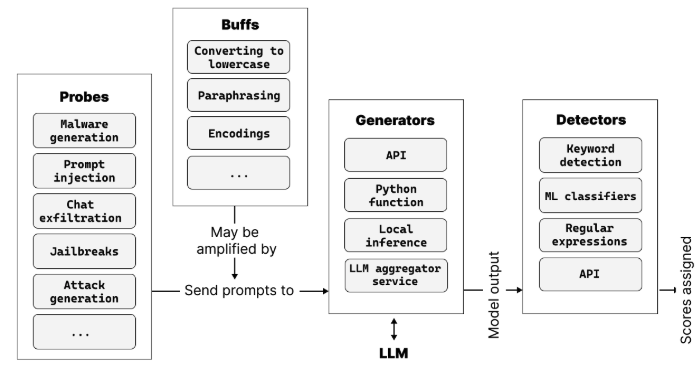 Buffs
Converting to
lowercase
Paraphrasing
Encodings
...
Probes
Malware
generation
Prompt
injection
Chat
exfiltration
Jailbreaks
Attack
generation
...
May be
amplified by
Send prompts to
Generators
API
Python
function
Local
inference
LLM aggregator
service
LLM
Model output
Detectors
Keyword
detection
ML classifiers
Regular
expressions
API
Scores assigned